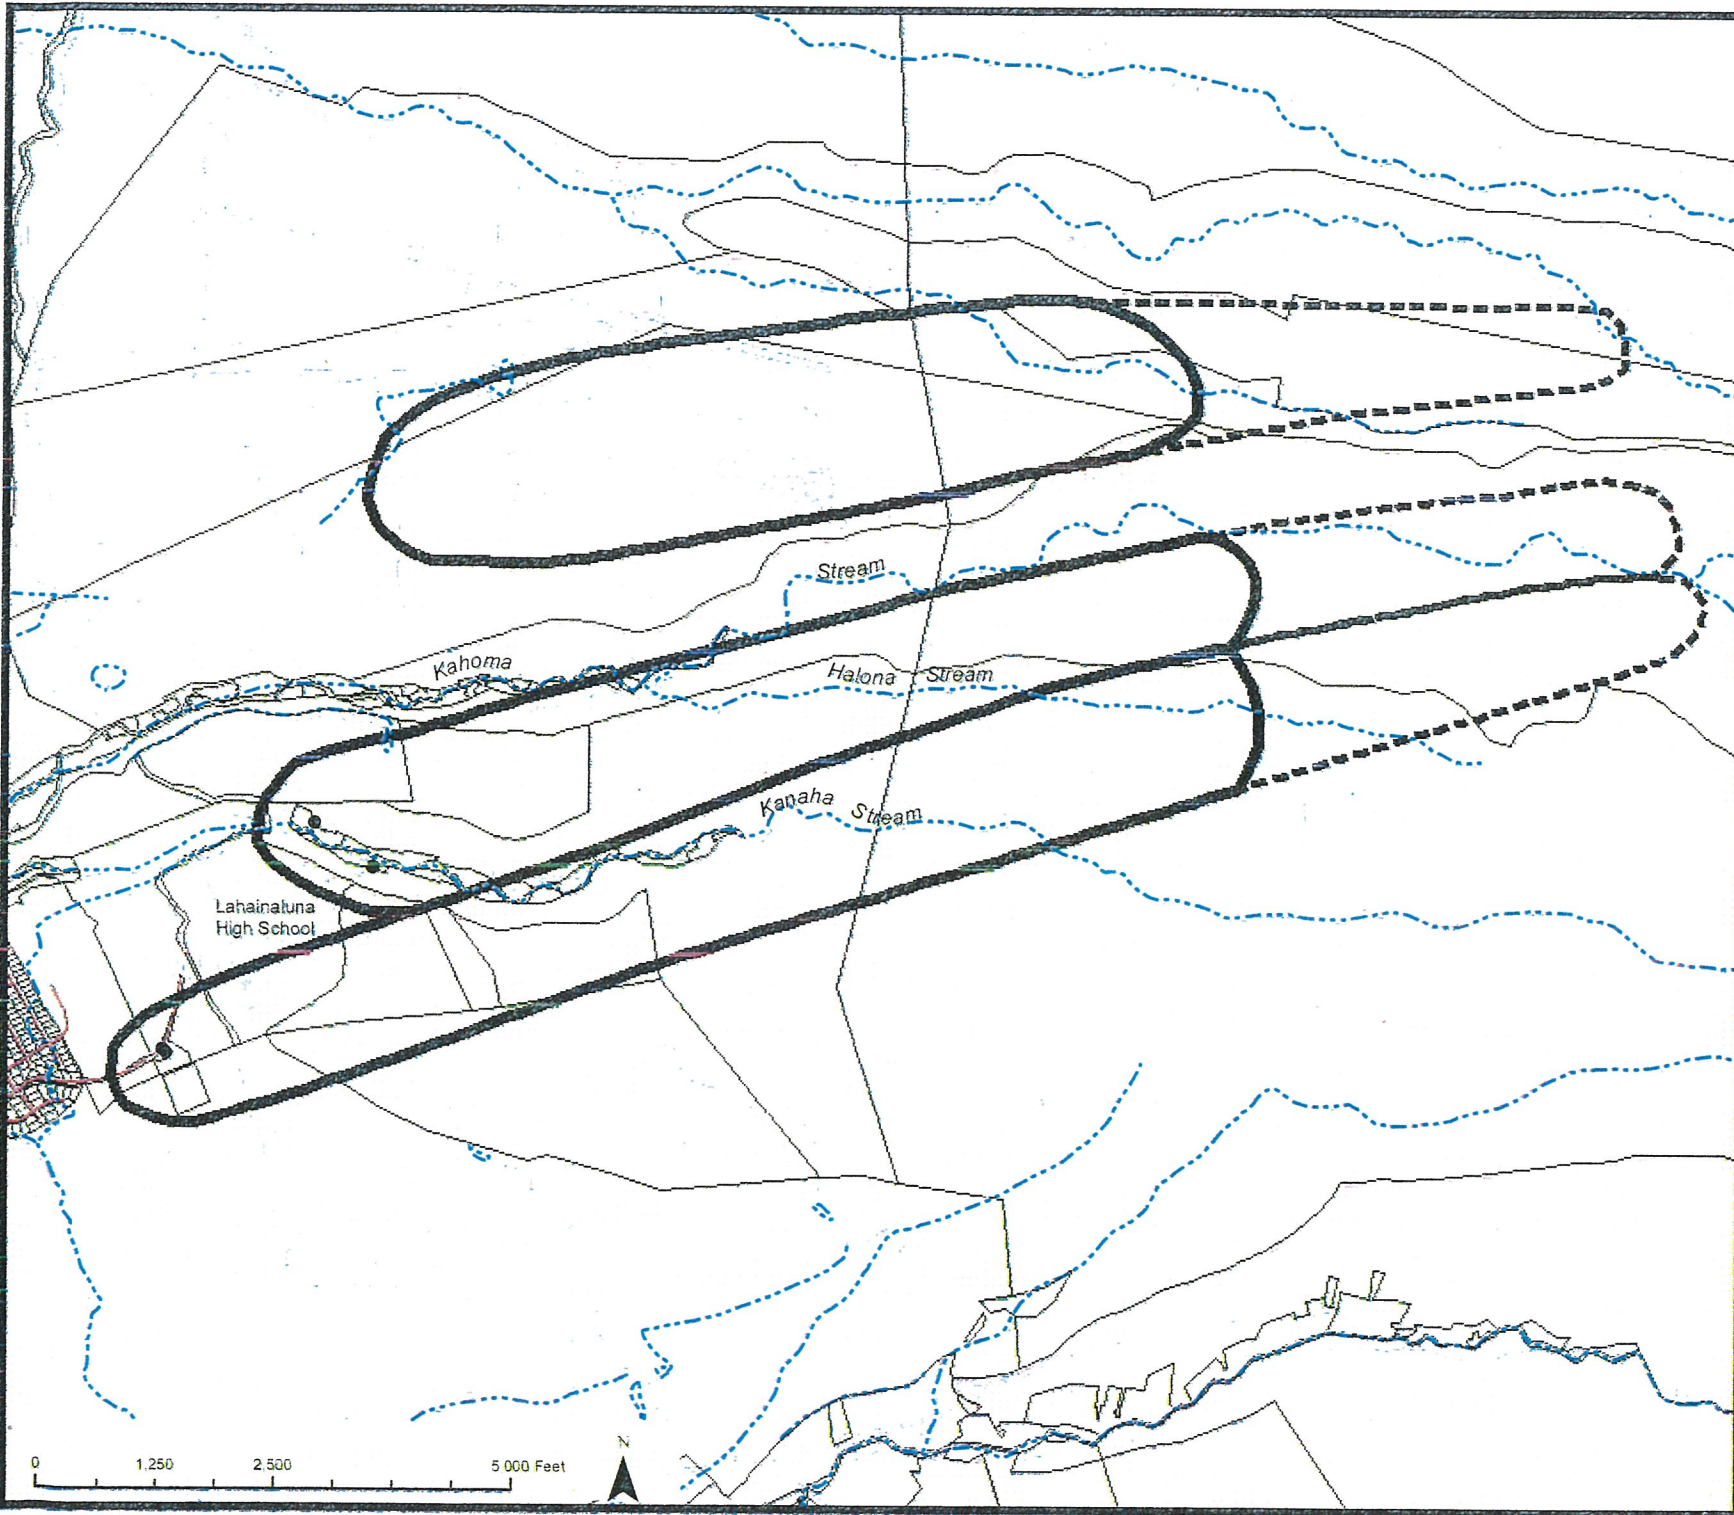 Stream
Kahoma
Halona Stream
Kanaha Stream
Lahainaluna
High School
0 1,250 2,500 5 000 Feet
N